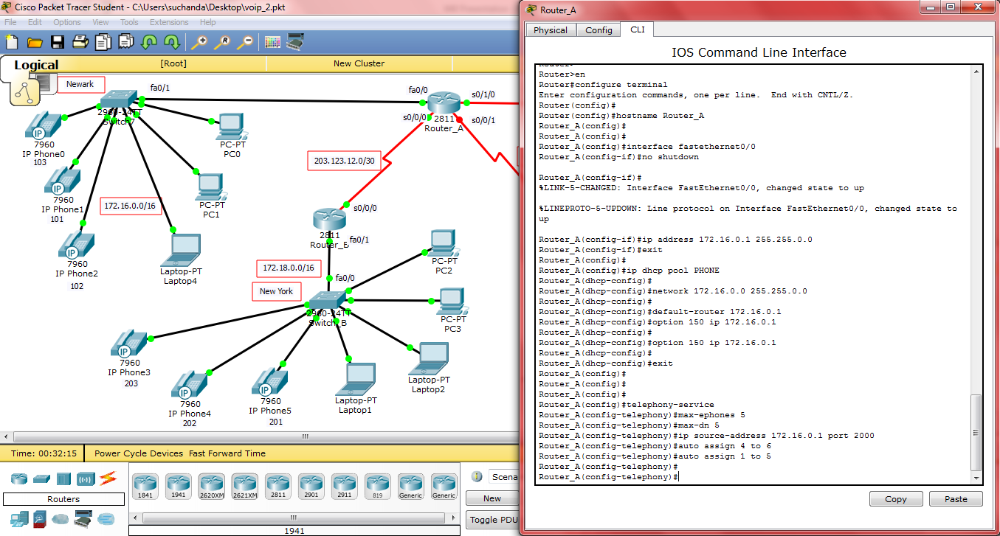 Cisco Packet Tracer Student - C:\Users\suchanda\Desktop\voip_2.pkt
File Edit Options View Tools Extensions Help
Logical
[Root]
New Cluster
Newark
fa0/1
fa0/0
s0/1/0
s0/0/0
s0/0/1
2811
Router_A
2960-24TT
Switch7
7960
IP Phone0
103
PC-PT
PC0
7960
IP Phone1
101
172.16.0.0/16
PC-PT
PC1
203.123.12.0/30
s0/0/0
2811
Router_B
fa0/1
7960
IP Phone2
102
Laptop-PT
Laptop4
172.18.0.0/16
fa0/0
New York
PC-PT
PC2
2960-24TT
Switch_B
PC-PT
PC3
7960
IP Phone3
203
7960
IP Phone4
202
7960
IP Phone5
201
Laptop-PT
Laptop1
Laptop-PT
Laptop2
IP
IP
IP
IP
IP
IP
Time: 00:32:15
Power Cycle Devices Fast Forward Time
Routers
1841
1941
2620XM
2621XM
2811
2901
2911
819
Generic
Generic
1941
Scena
New
Toggle PDU
Router_A
Physical
Config
CLI
IOS Command Line Interface
Router>en
Router#configure terminal
Enter configuration commands, one per line. End with CNTL/Z.
Router(config)#
Router(config)#hostname Router_A
Router_A(config)#
Router_A(config)#
Router_A(config)#interface fastethernet0/0
Router_A(config-if)#no shutdown
Router_A(config-if)#
%LINK-5-CHANGED: Interface FastEthernet0/0, changed state to up
%LINEPROTO-5-UPDOWN: Line protocol on Interface FastEthernet0/0, changed state to
up
Router_A(config-if)#ip address 172.16.0.1 255.255.0.0
Router_A(config-if)#exit
Router_A(config)#
Router_A(config)#ip dhcp pool PHONE
Router_A(dhcp-config)#
Router_A(dhcp-config)#network 172.16.0.0 255.255.0.0
Router_A(dhcp-config)#
Router_A(dhcp-config)#default-router 172.16.0.1
Router_A(dhcp-config)#option 150 ip 172.16.0.1
Router_A(dhcp-config)#
Router_A(dhcp-config)#option 150 ip 172.16.0.1
Router_A(dhcp-config)#
Router_A(dhcp-config)#exit
Router_A(config)#
Router_A(config)#
Router_A(config)#
Router_A(config)#telephony-service
Router_A(config-telephony)#max-ephones 5
Router_A(config-telephony)#max-dn 5
Router_A(config-telephony)#ip source-address 172.16.0.1 port 2000
Router_A(config-telephony)#auto assign 4 to 6
Router_A(config-telephony)#auto assign 1 to 5
Router_A(config-telephony)#
Router_A(config-telephony)#
Copy
Paste